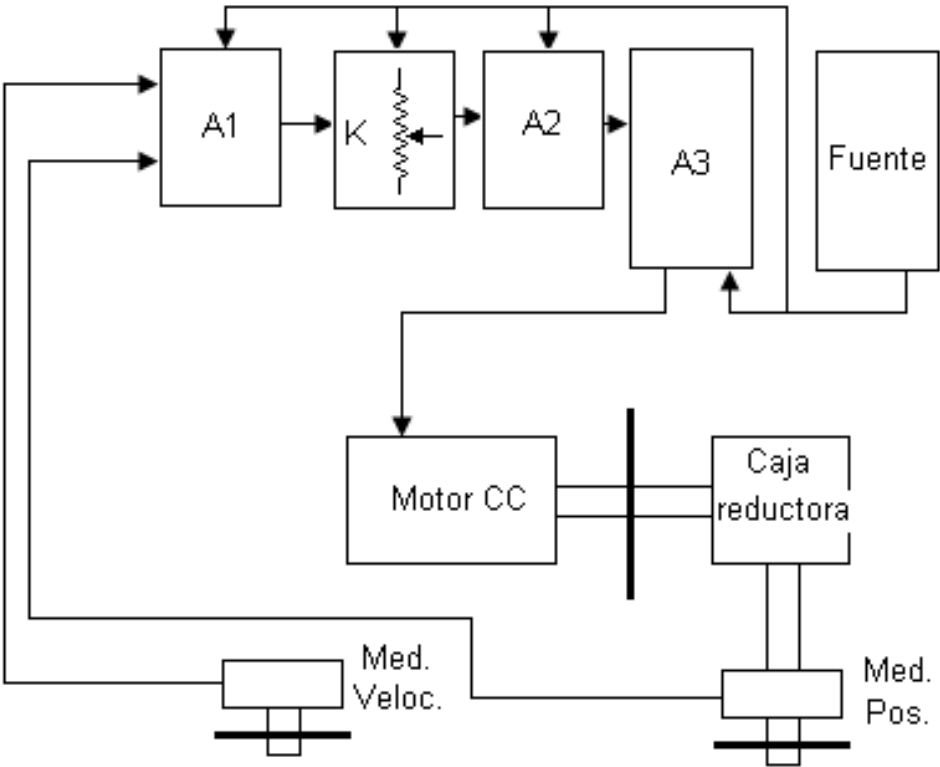 A1
K
A2
A3
Fuente
Motor CC
Caja
reductora
Med.
Veloc.
Med.
Pos.